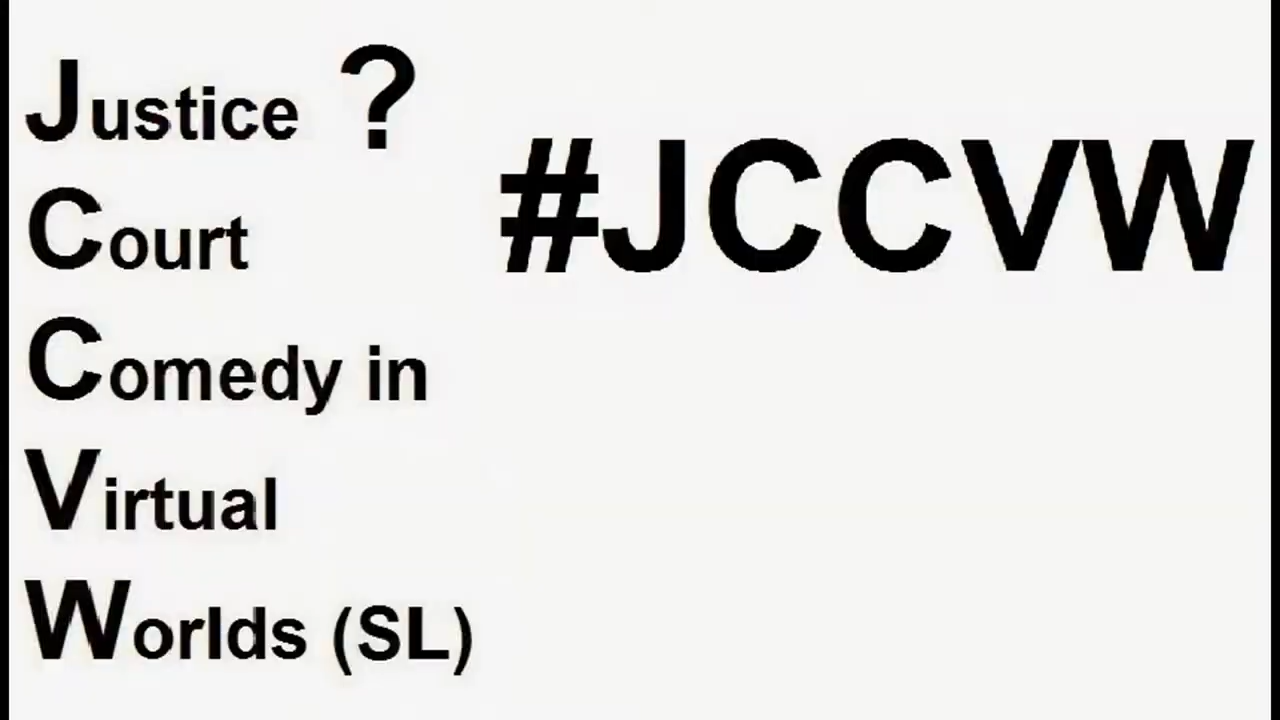 Justice ?
#JCCVW
Court
Comedy in
Virtual
Worlds (SL)